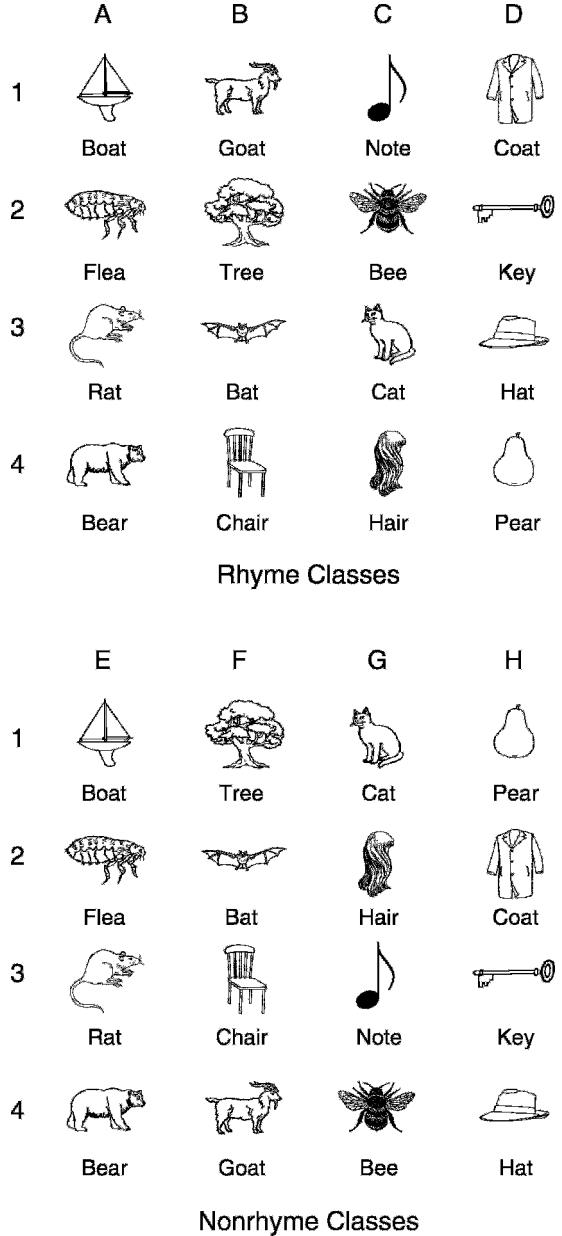 A B C D
1
Boat Goat Note Coat
2
Flea Tree Bee Key
3
Rat Bat Cat Hat
4
Bear Chair Hair Pear
Rhyme Classes
E F G H
1
Boat Tree Cat Pear
2
Flea Bat Hair Coat
3
Rat Chair Note Key
4
Bear Goat Bee Hat
Nonrhyme Classes